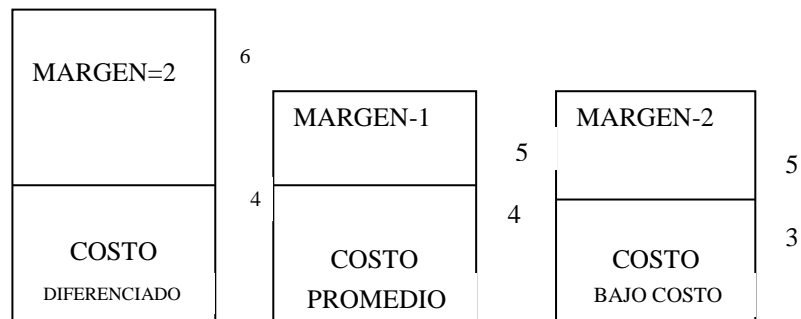 MARGEN=2
6
MARGEN-1
5
MARGEN-2
5
4
4
3
COSTO
DIFERENCIADO
COSTO
PROMEDIO
COSTO
BAJO COSTO